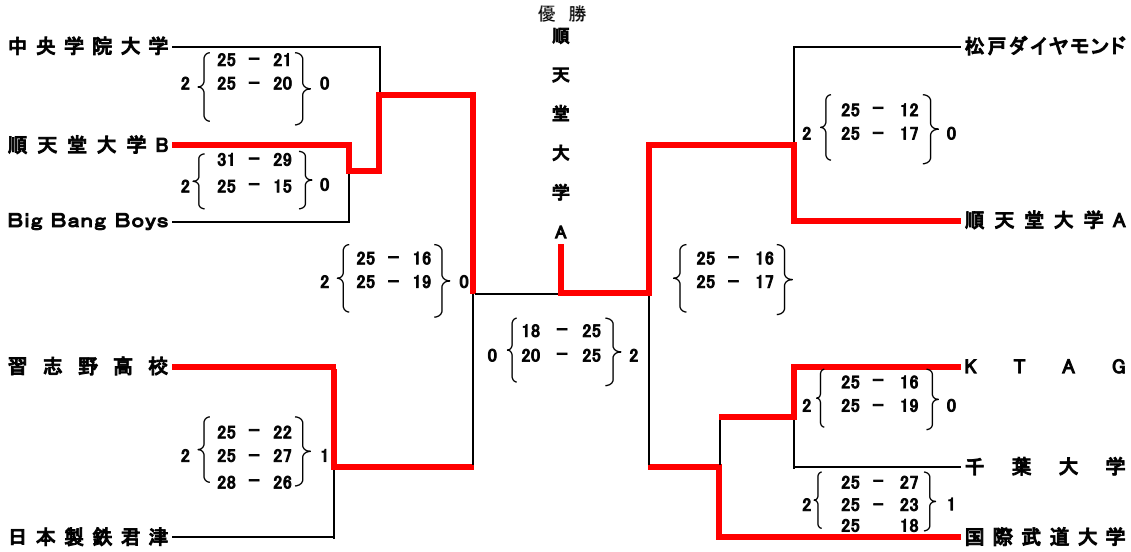 優 勝
順天堂大学A
中央学院大学
2 25 － 21 0
25 － 20
順天堂大学B
2 31 － 29 0
25 － 15
Big Bang Boys
2 25 － 16 0
25 － 19
習志野高校
2 25 － 22 1
25 － 27
28 － 26
日本製鉄君津
0 18 － 25 2
20 － 25
松戸ダイヤモンド
2 25 － 12 0
25 － 17
順天堂大学A
25 － 16
25 － 17
KTAG
2 25 － 16 0
25 － 19
千葉大学
2 25 － 27 1
25 － 23
25 18
国際武道大学